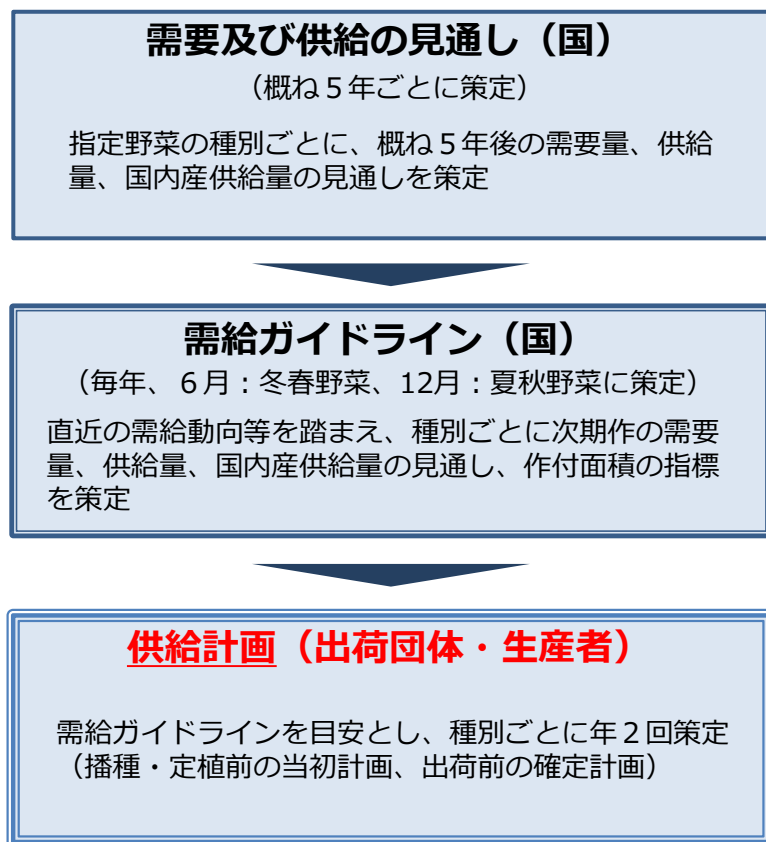 需要及び供給の見通し（国）
（概ね５年ごとに策定）
指定野菜の種別ごとに、概ね５年後の需要量、供給
量、国内産供給量の見通しを策定
需給ガイドライン（国）
（毎年、６月：冬春野菜、12月：夏秋野菜に策定）
直近の需給動向等を踏まえ、種別ごとに次期作の需要
量、供給量、国内産供給量の見通し、作付面積の指標
を策定
供給計画（出荷団体・生産者）
需給ガイドラインを目安とし、種別ごとに年２回策定
（播種・定植前の当初計画、出荷前の確定計画）